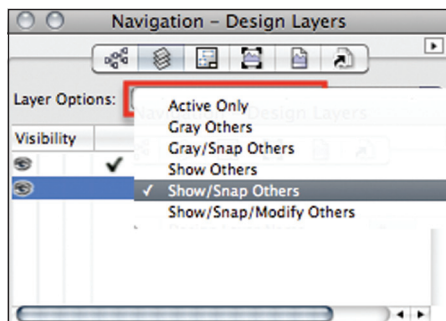 Navigation – Design Layers
Layer Options:
Active Only
Gray Others
Gray/Snap Others
Show Others
Visibility
✓ Show/Snap Others
Show/Snap/Modify Others